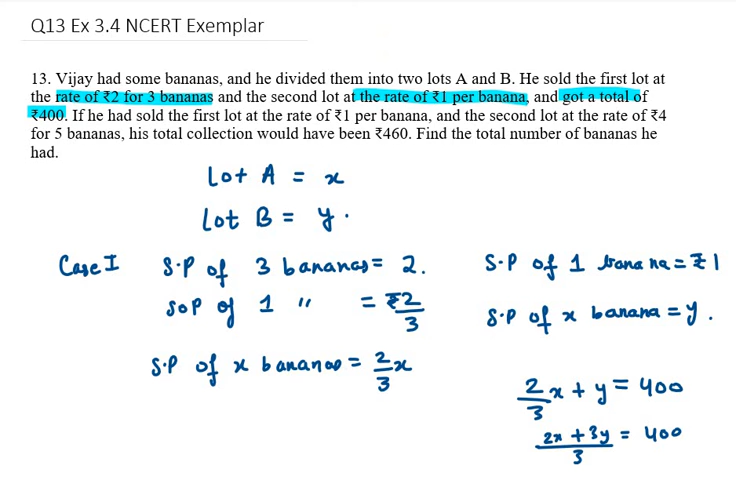 Q13 Ex 3.4 NCERT Exemplar
13. Vijay had some bananas, and he divided them into two lots A and B. He sold the first lot at
the rate of ₹2 for 3 bananas and the second lot at the rate of ₹1 per banana, and got a total of
₹400. If he had sold the first lot at the rate of ₹1 per banana, and the second lot at the rate of ₹4
for 5 bananas, his total collection would have been ₹460. Find the total number of bananas he
had.
Lot A = x
Lot B = y.
Case I S.P of 3 bananas = 2.
S.P of 1 banana = ₹1
SOP of 1 " = ₹2/3
S.P of x banana = y.
S.P of x bananas = 2/3 x
2/3 x + y = 400
2x + 3y / 3 = 400